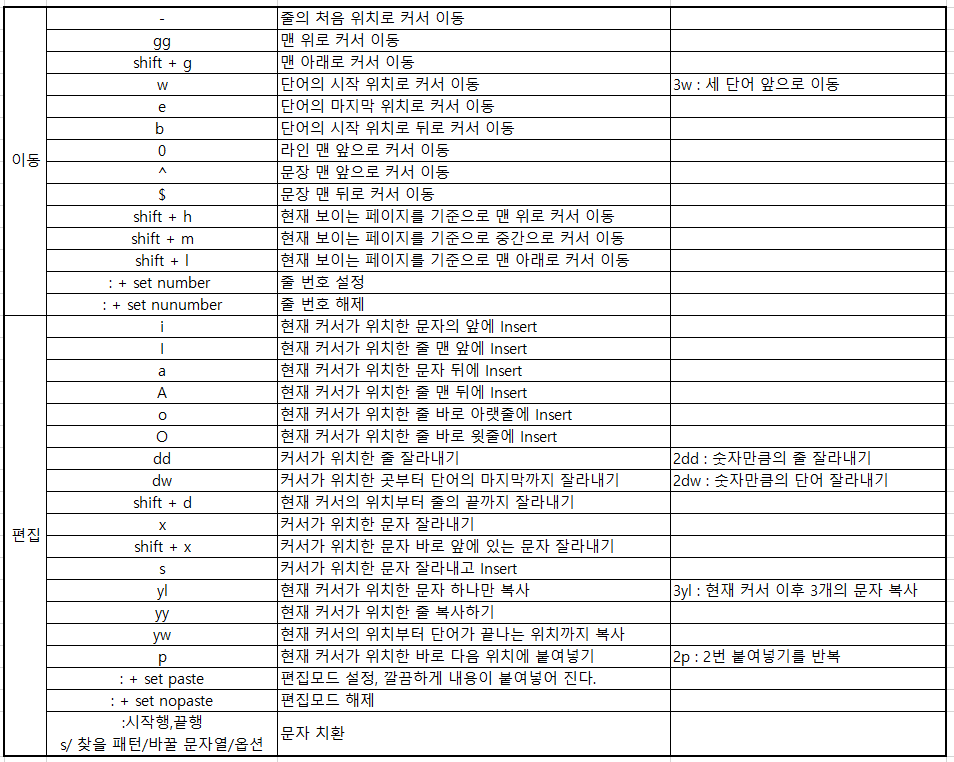 이동
- 줄의 처음 위치로 커서 이동
gg 맨 위로 커서 이동
shift + g 맨 아래로 커서 이동
w 단어의 시작 위치로 커서 이동 3w : 세 단어 앞으로 이동
e 단어의 마지막 위치로 커서 이동
b 단어의 시작 위치로 뒤로 커서 이동
0 라인 맨 앞으로 커서 이동
^ 문장 맨 앞으로 커서 이동
$ 문장 맨 뒤로 커서 이동
shift + h 현재 보이는 페이지를 기준으로 맨 위로 커서 이동
shift + m 현재 보이는 페이지를 기준으로 중간으로 커서 이동
shift + l 현재 보이는 페이지를 기준으로 맨 아래로 커서 이동
: + set number 줄 번호 설정
: + set nunumber 줄 번호 해제
편집
i 현재 커서가 위치한 문자의 앞에 Insert
I 현재 커서가 위치한 줄 맨 앞에 Insert
a 현재 커서가 위치한 문자 뒤에 Insert
A 현재 커서가 위치한 줄 맨 뒤에 Insert
o 현재 커서가 위치한 줄 바로 아랫줄에 Insert
O 현재 커서가 위치한 줄 바로 윗줄에 Insert
dd 커서가 위치한 줄 잘라내기 2dd : 숫자만큼의 줄 잘라내기
dw 커서가 위치한 곳부터 단어의 마지막까지 잘라내기 2dw : 숫자만큼의 단어 잘라내기
shift + d 현재 커서의 위치부터 줄의 끝까지 잘라내기
x 커서가 위치한 문자 잘라내기
shift + x 커서가 위치한 문자 바로 앞에 있는 문자 잘라내기
s 커서가 위치한 문자 잘라내고 Insert
yl 현재 커서가 위치한 문자 하나만 복사 3yl : 현재 커서 이후 3개의 문자 복사
yy 현재 커서가 위치한 줄 복사하기
yw 현재 커서의 위치부터 단어가 끝나는 위치까지 복사
p 현재 커서가 위치한 바로 다음 위치에 붙여넣기 2p : 2번 붙여넣기를 반복
: + set paste 편집모드 설정, 깔끔하게 내용이 붙여넣어 진다.
: + set nopaste 편집모드 해제
:시작행,끝행
s/ 찾을 패턴/바꿀 문자열/옵션 문자 치환